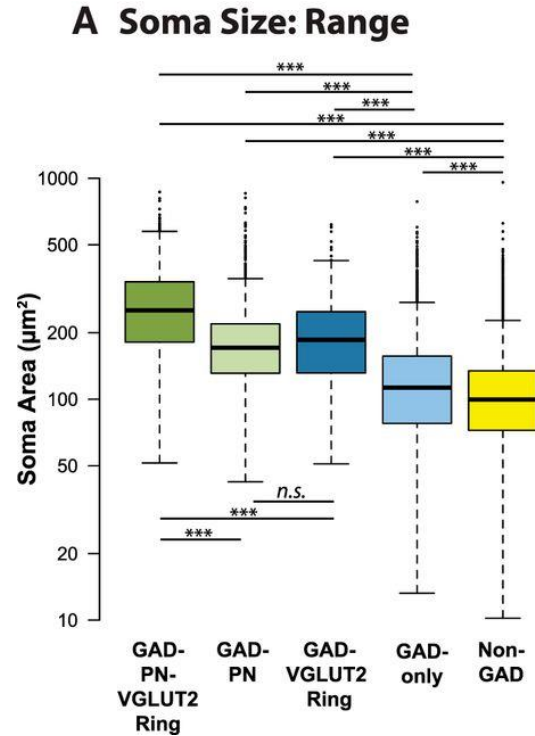 A Soma Size: Range
***
***
***
***
***
***
***
1000
500
200
100
50
20
10
Soma Area (µm²)
n.s.
***
***
GAD-
PN-
VGLUT2
Ring
GAD-
PN
GAD-
VGLUT2
Ring
GAD-
only
Non-
GAD